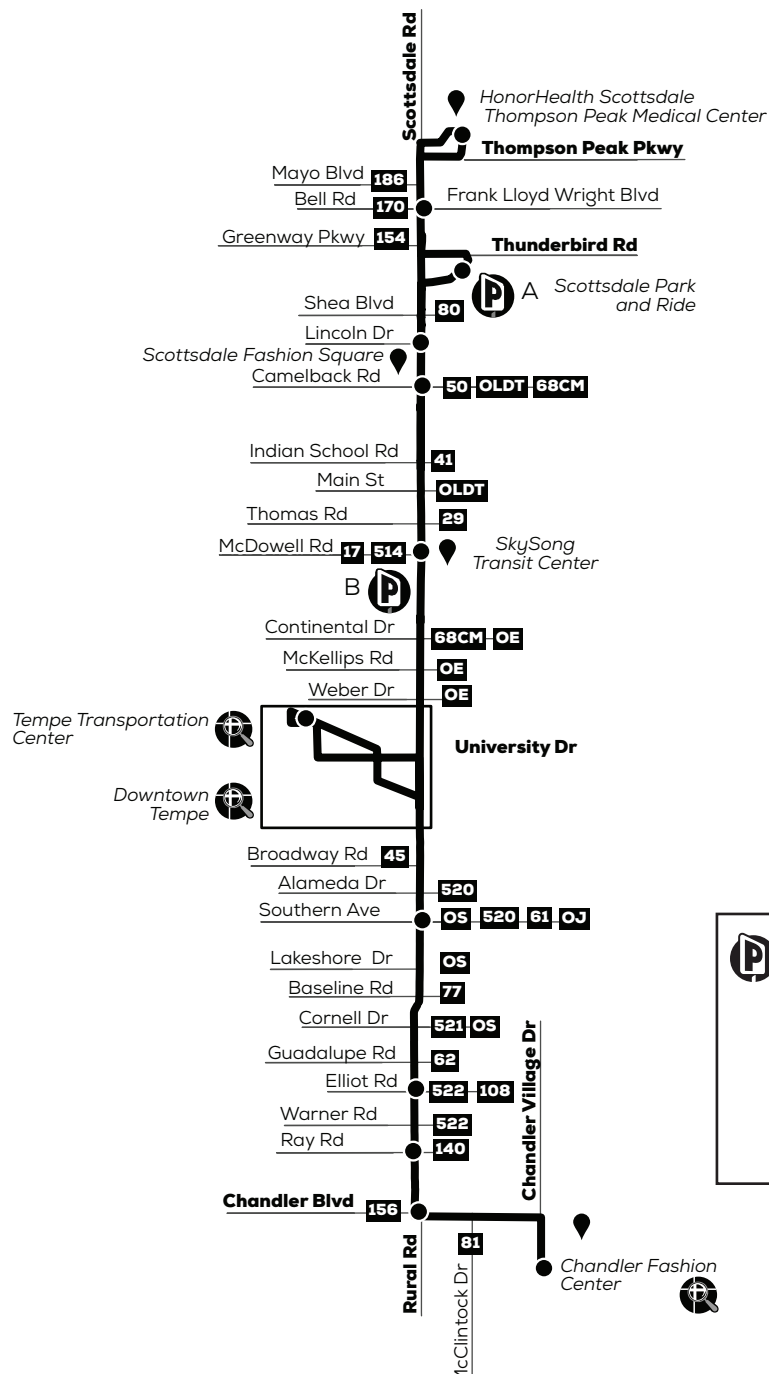 Scottsdale Rd
HonorHealth Scottsdale
Thompson Peak Medical Center
Thompson Peak Pkwy
Mayo Blvd 186
Bell Rd 170 Frank Lloyd Wright Blvd
Greenway Pkwy 154
Thunderbird Rd
P A Scottsdale Park
and Ride
Shea Blvd 80
Lincoln Dr
Scottsdale Fashion Square
Camelback Rd 50 OLDT 68CM
Indian School Rd 41
Main St OLDT
Thomas Rd 29
McDowell Rd 17 514 SkySong
Transit Center
B P
Continental Dr 68CM OE
McKellips Rd OE
Weber Dr OE
Tempe Transportation
Center
University Dr
Downtown
Tempe
Broadway Rd 45
Alameda Dr 520
Southern Ave OS 520 61 OJ
Lakeshore Dr OS
Baseline Rd 77
Cornell Dr 521 OS
Guadalupe Rd 62
Elliot Rd 522 108
Warner Rd 522
Ray Rd 140
Chandler Village Dr
P
Chandler Blvd 156
Rural Rd
81
McClintock Dr
Chandler Fashion
Center